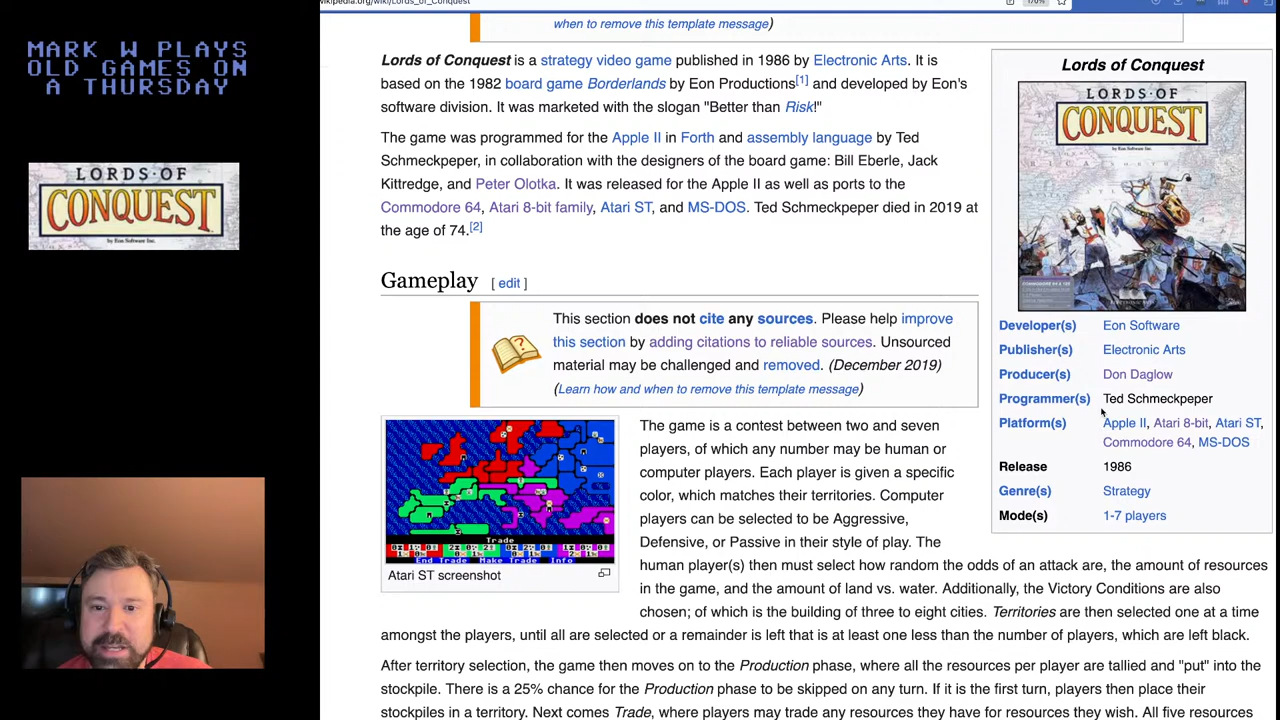 wikipedia.org/wiki/Lords_of_Conquest
170%
MARK W PLAYS
OLD GAMES ON
A THURSDAY
LORDS·OF
CONQUEST
by Eon Software Inc.
when to remove this template message)
Lords of Conquest is a strategy video game published in 1986 by Electronic Arts. It is
based on the 1982 board game Borderlands by Eon Productions[1] and developed by Eon's
software division. It was marketed with the slogan "Better than Risk!"
The game was programmed for the Apple II in Forth and assembly language by Ted
Schmeckpeper, in collaboration with the designers of the board game: Bill Eberle, Jack
Kittredge, and Peter Olotka. It was released for the Apple II as well as ports to the
Commodore 64, Atari 8-bit family, Atari ST, and MS-DOS. Ted Schmeckpeper died in 2019 at
the age of 74.[2]
Gameplay [ edit ]
This section does not cite any sources. Please help improve
this section by adding citations to reliable sources. Unsourced
material may be challenged and removed. (December 2019)
(Learn how and when to remove this template message)
Trade
End Trade Make Trade Info
Atari ST screenshot
The game is a contest between two and seven
players, of which any number may be human or
computer players. Each player is given a specific
color, which matches their territories. Computer
players can be selected to be Aggressive,
Defensive, or Passive in their style of play. The
human player(s) then must select how random the odds of an attack are, the amount of resources
in the game, and the amount of land vs. water. Additionally, the Victory Conditions are also
chosen; of which is the building of three to eight cities. Territories are then selected one at a time
amongst the players, until all are selected or a remainder is left that is at least one less than the number of players, which are left black.
After territory selection, the game then moves on to the Production phase, where all the resources per player are tallied and "put" into the
stockpile. There is a 25% chance for the Production phase to be skipped on any turn. If it is the first turn, players then place their
stockpiles in a territory. Next comes Trade, where players may trade any resources they have for resources they wish. All five resources
Lords of Conquest
LORDS·OF
CONQUEST
by Eon Software Inc.
Developer(s) Eon Software
Publisher(s) Electronic Arts
Producer(s) Don Daglow
Programmer(s) Ted Schmeckpeper
Platform(s) Apple II, Atari 8-bit, Atari ST,
Commodore 64, MS-DOS
Release 1986
Genre(s) Strategy
Mode(s) 1-7 players